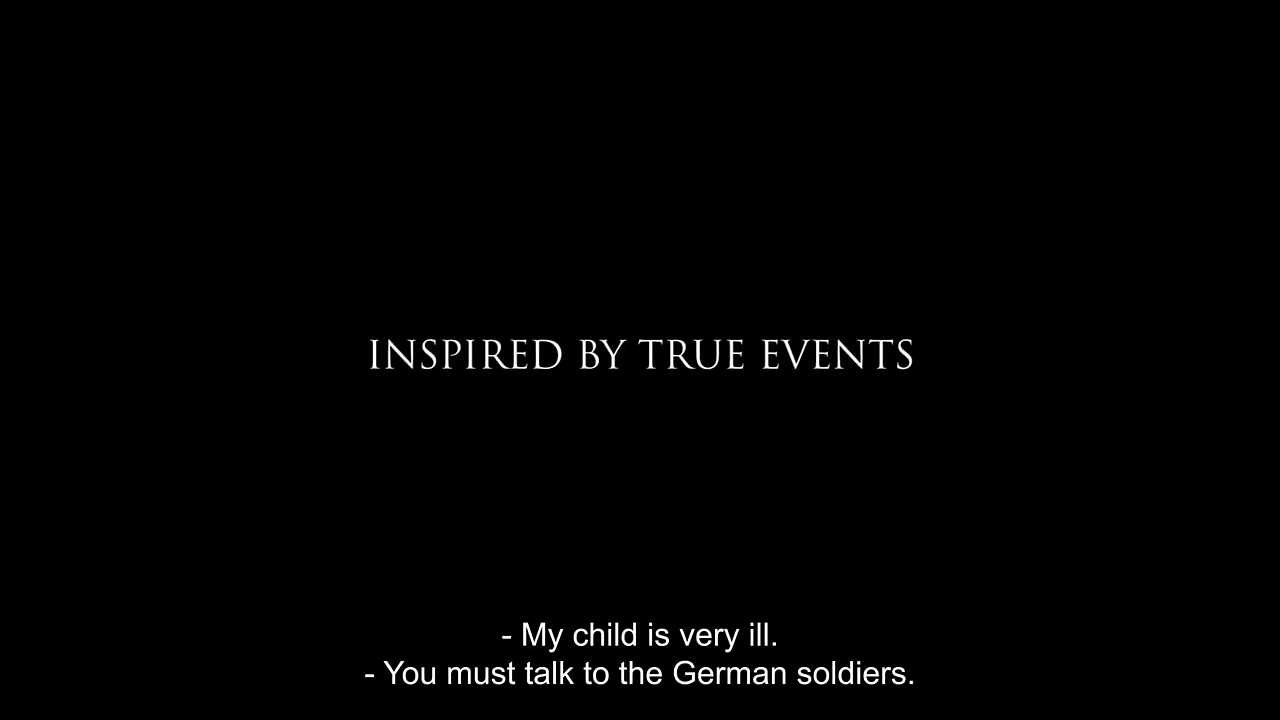 INSPIRED BY TRUE EVENTS
- My child is very ill.
- You must talk to the German soldiers.